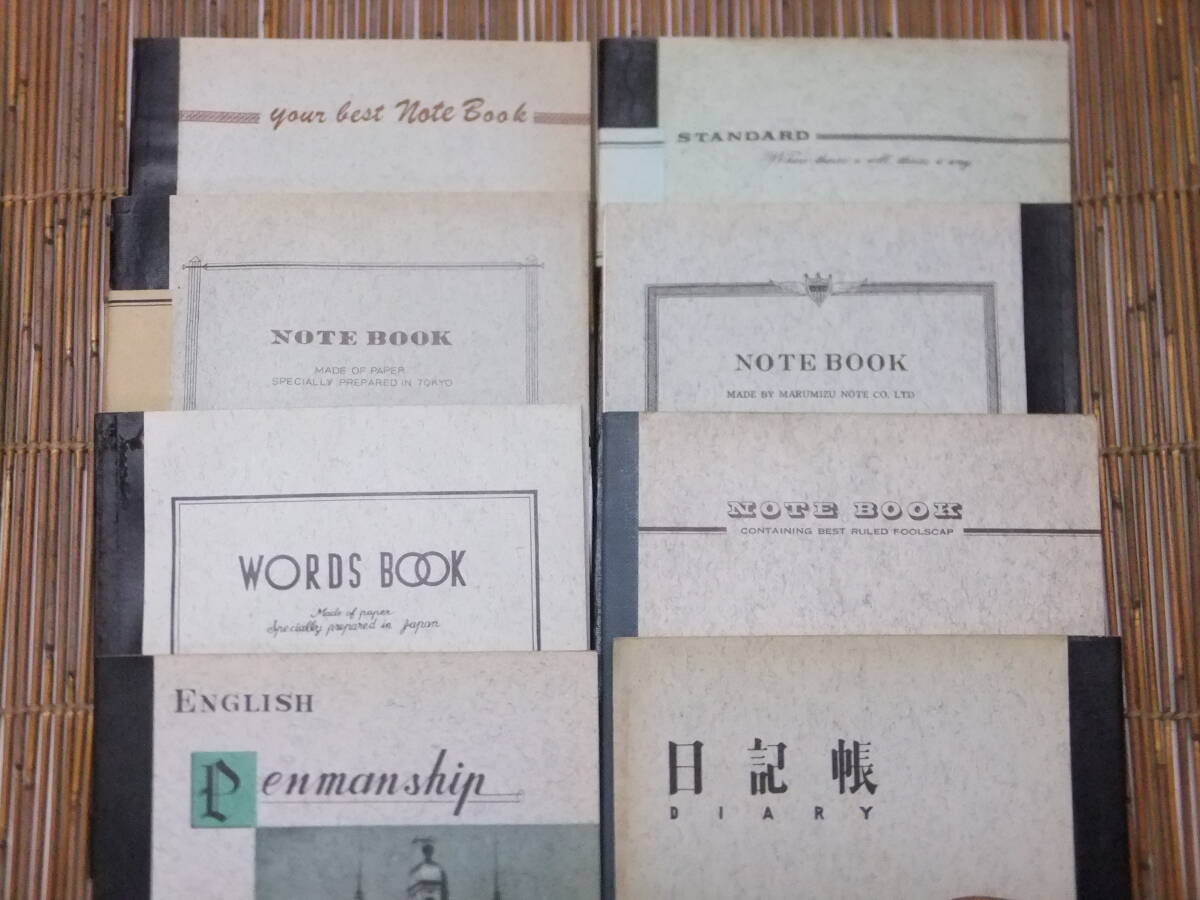 your best Note Book
STANDARD
Where there's a will, there's a way.
NOTE BOOK
MADE OF PAPER
SPECIALLY PREPARED IN TOKYO
NOTE BOOK
MADE BY MARUMIZU NOTE CO. LTD
WORDS BOOK
Made of paper
Specially prepared in Japan
NOTE BOOK
CONTAINING BEST RULED FOOLSCAP
ENGLISH
Penmanship
日記帳
DIARY